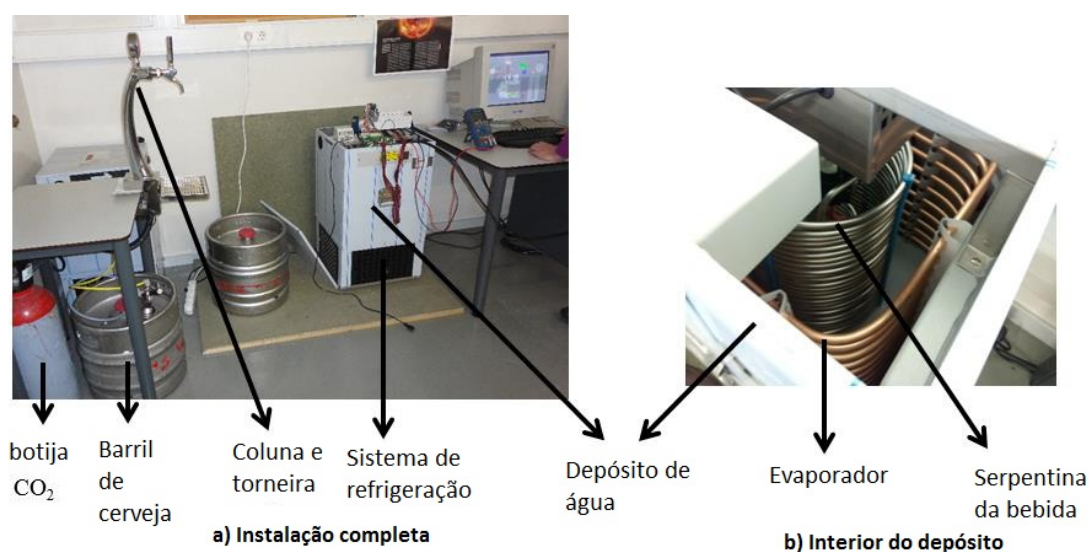 botija
CO₂
Barril
de
cerveja
Coluna e
torneira
Sistema de
refrigeração
a) Instalação completa
Depósito de
água
Evaporador
Serpentina
da bebida
b) Interior do depósito